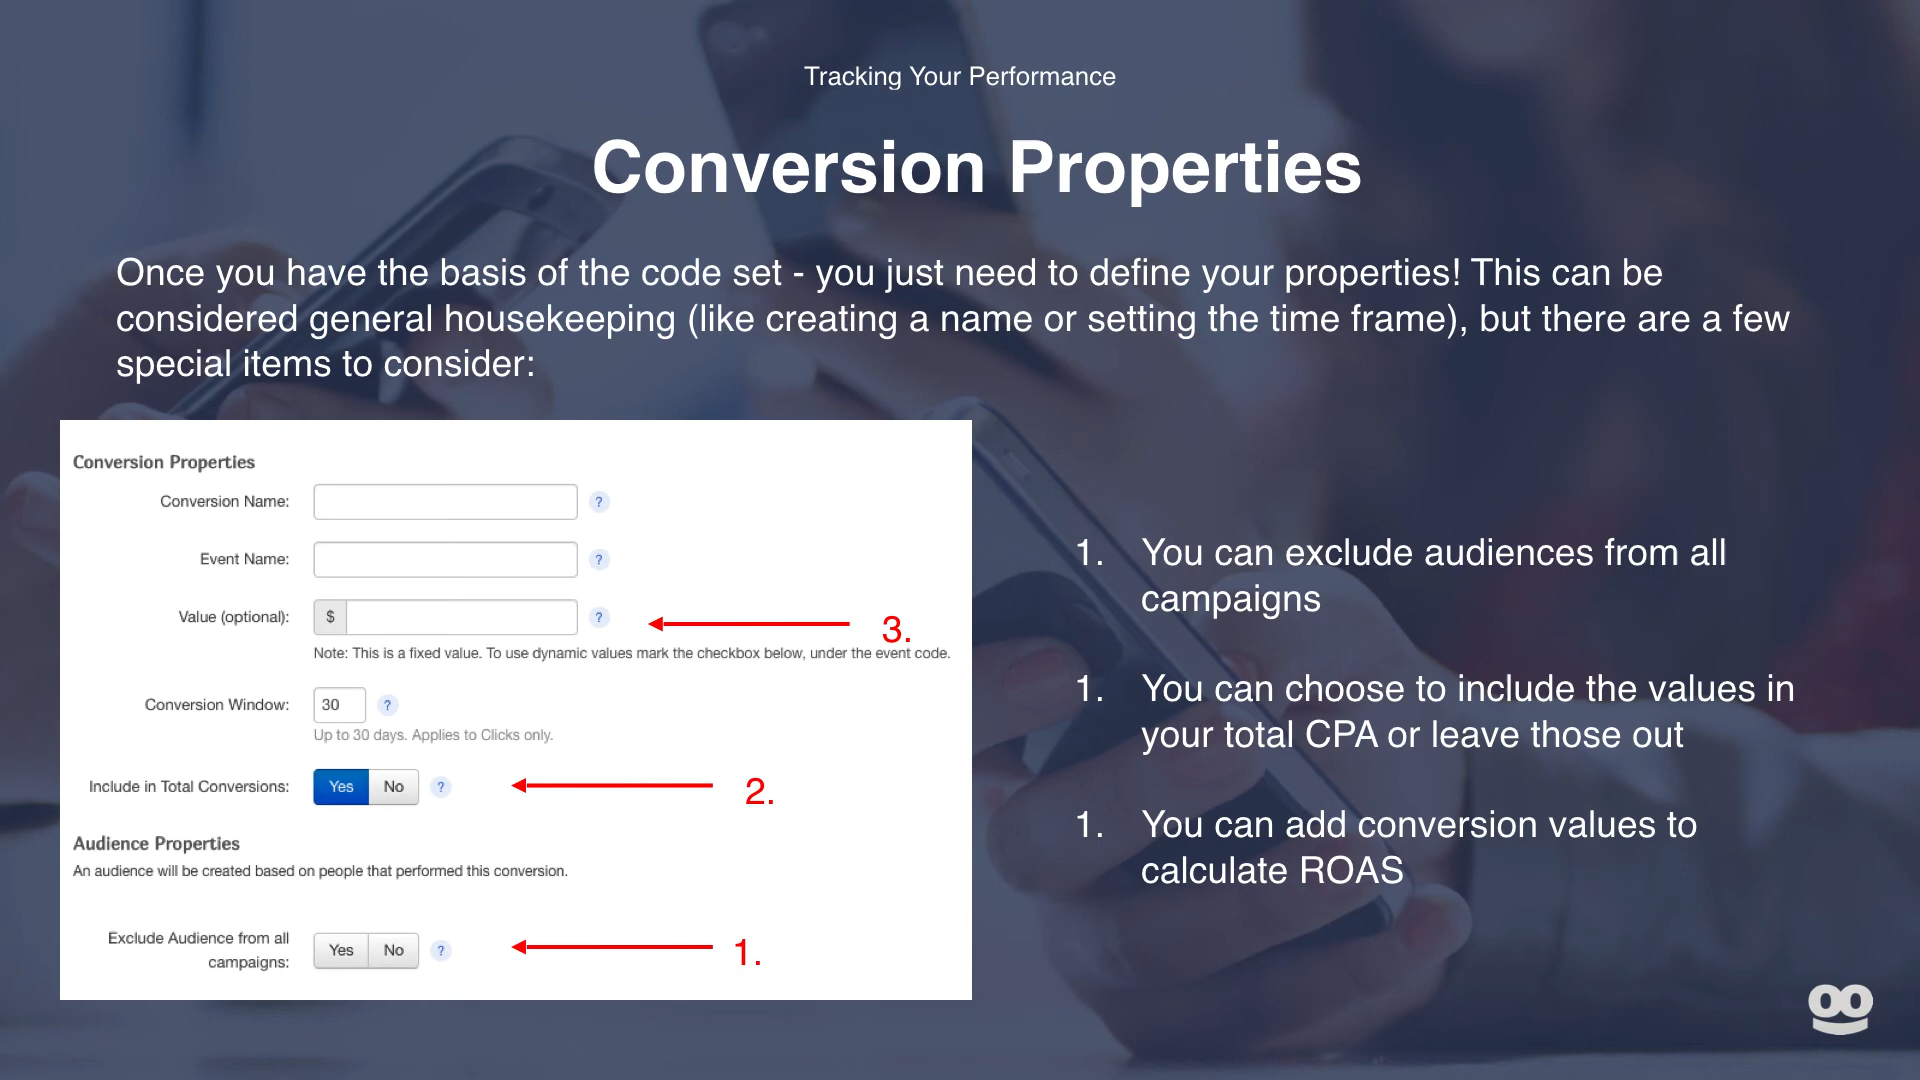 Tracking Your Performance
Conversion Properties
Once you have the basis of the code set - you just need to define your properties! This can be
considered general housekeeping (like creating a name or setting the time frame), but there are a few
special items to consider:
Conversion Properties
Conversion Name: ?
Event Name: ?
Value (optional): $ ?
3.
Note: This is a fixed value. To use dynamic values mark the checkbox below, under the event code.
Conversion Window: 30 ?
Up to 30 days. Applies to Clicks only.
Include in Total Conversions: Yes No ?
2.
Audience Properties
An audience will be created based on people that performed this conversion.
Exclude Audience from all
campaigns: Yes No ?
1.
1. You can exclude audiences from all
campaigns
1. You can choose to include the values in
your total CPA or leave those out
1. You can add conversion values to
calculate ROAS